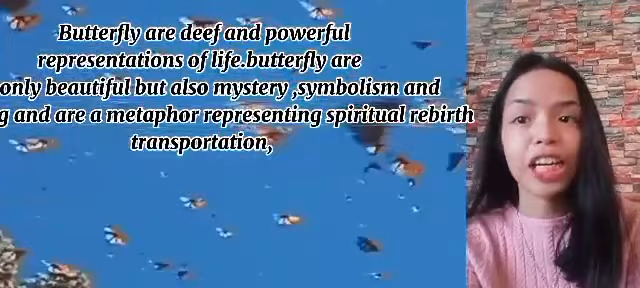 Butterfly are deef and powerful
representations of life.butterfly are
only beautiful but also mystery ,symbolism and
g and are a metaphor representing spiritual rebirth
transportation,